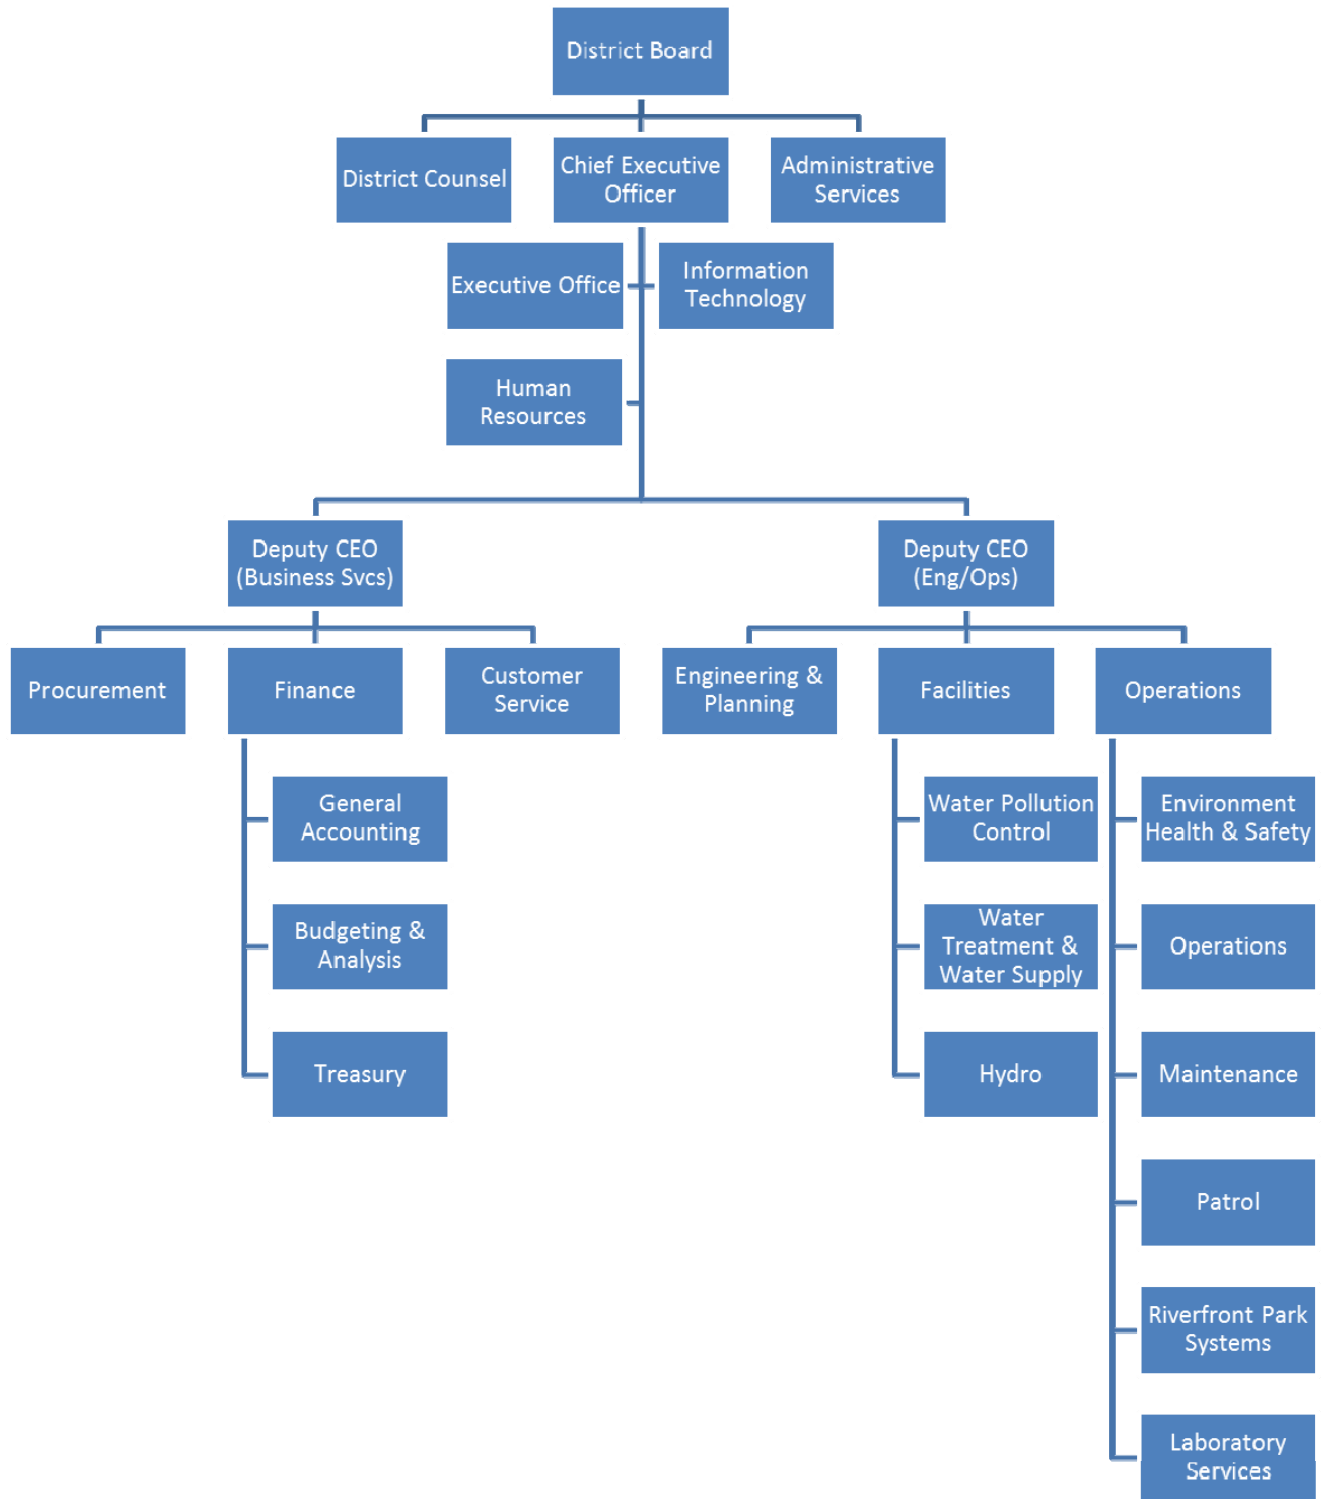 District Board
District Counsel
Chief Executive
Officer
Administrative
Services
Executive Office
Information
Technology
Human
Resources
Deputy CEO
(Business Svcs)
Deputy CEO
(Eng/Ops)
Procurement
Finance
Customer
Service
Engineering &
Planning
Facilities
Operations
General
Accounting
Water Pollution
Control
Environment
Health & Safety
Budgeting &
Analysis
Water
Treatment &
Water Supply
Operations
Treasury
Hydro
Maintenance
Patrol
Riverfront Park
Systems
Laboratory
Services